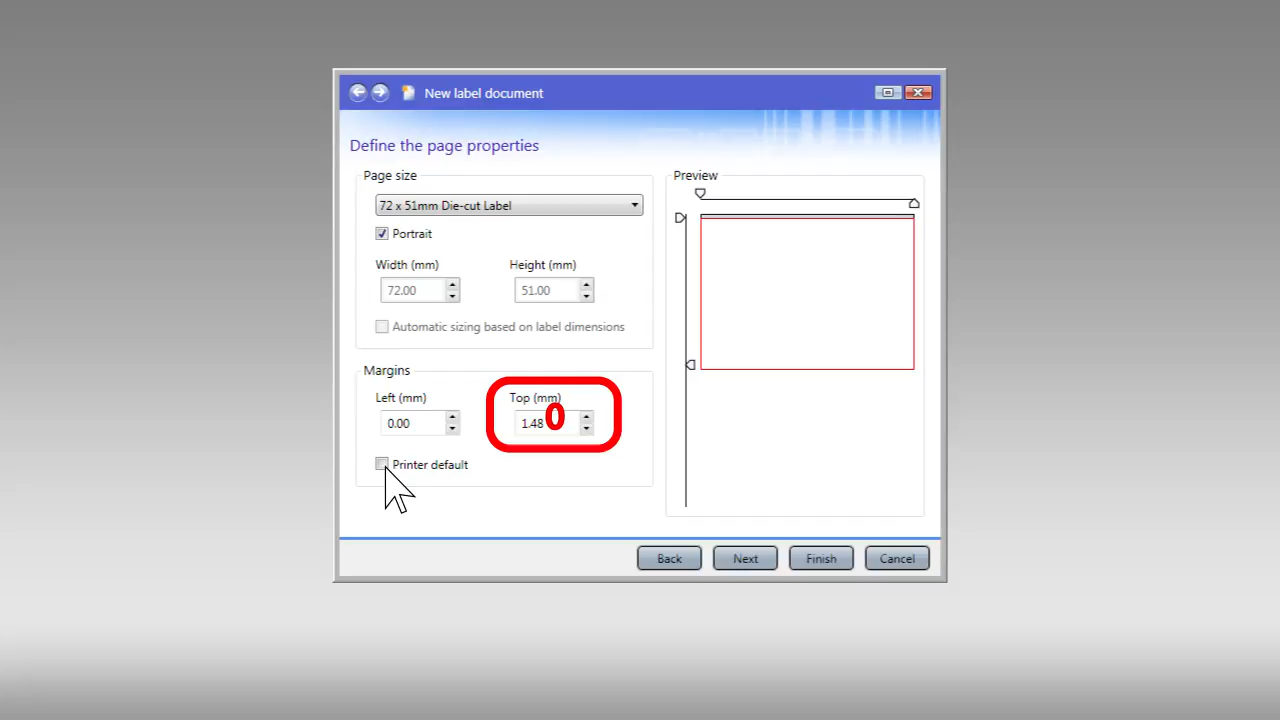 New label document
Define the page properties
Page size
72 x 51mm Die-cut Label
Portrait
Width (mm) Height (mm)
72.00 51.00
Automatic sizing based on label dimensions
Margins
Left (mm) Top (mm)
0.00 1.48 0
Printer default
Preview
Back Next Finish Cancel